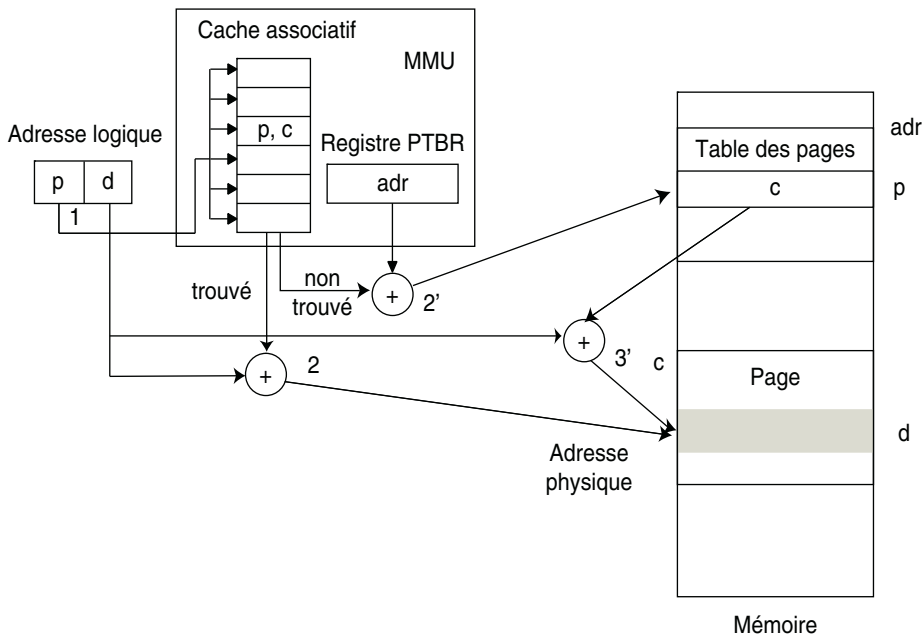 Cache associatif
MMU
p, c
Adresse logique
p
d
1
Registre PTBR
adr
adr
Table des pages
c
p
trouvé
non
trouvé
+
2'
+
3'
c
+
2
Page
d
Adresse
physique
Mémoire